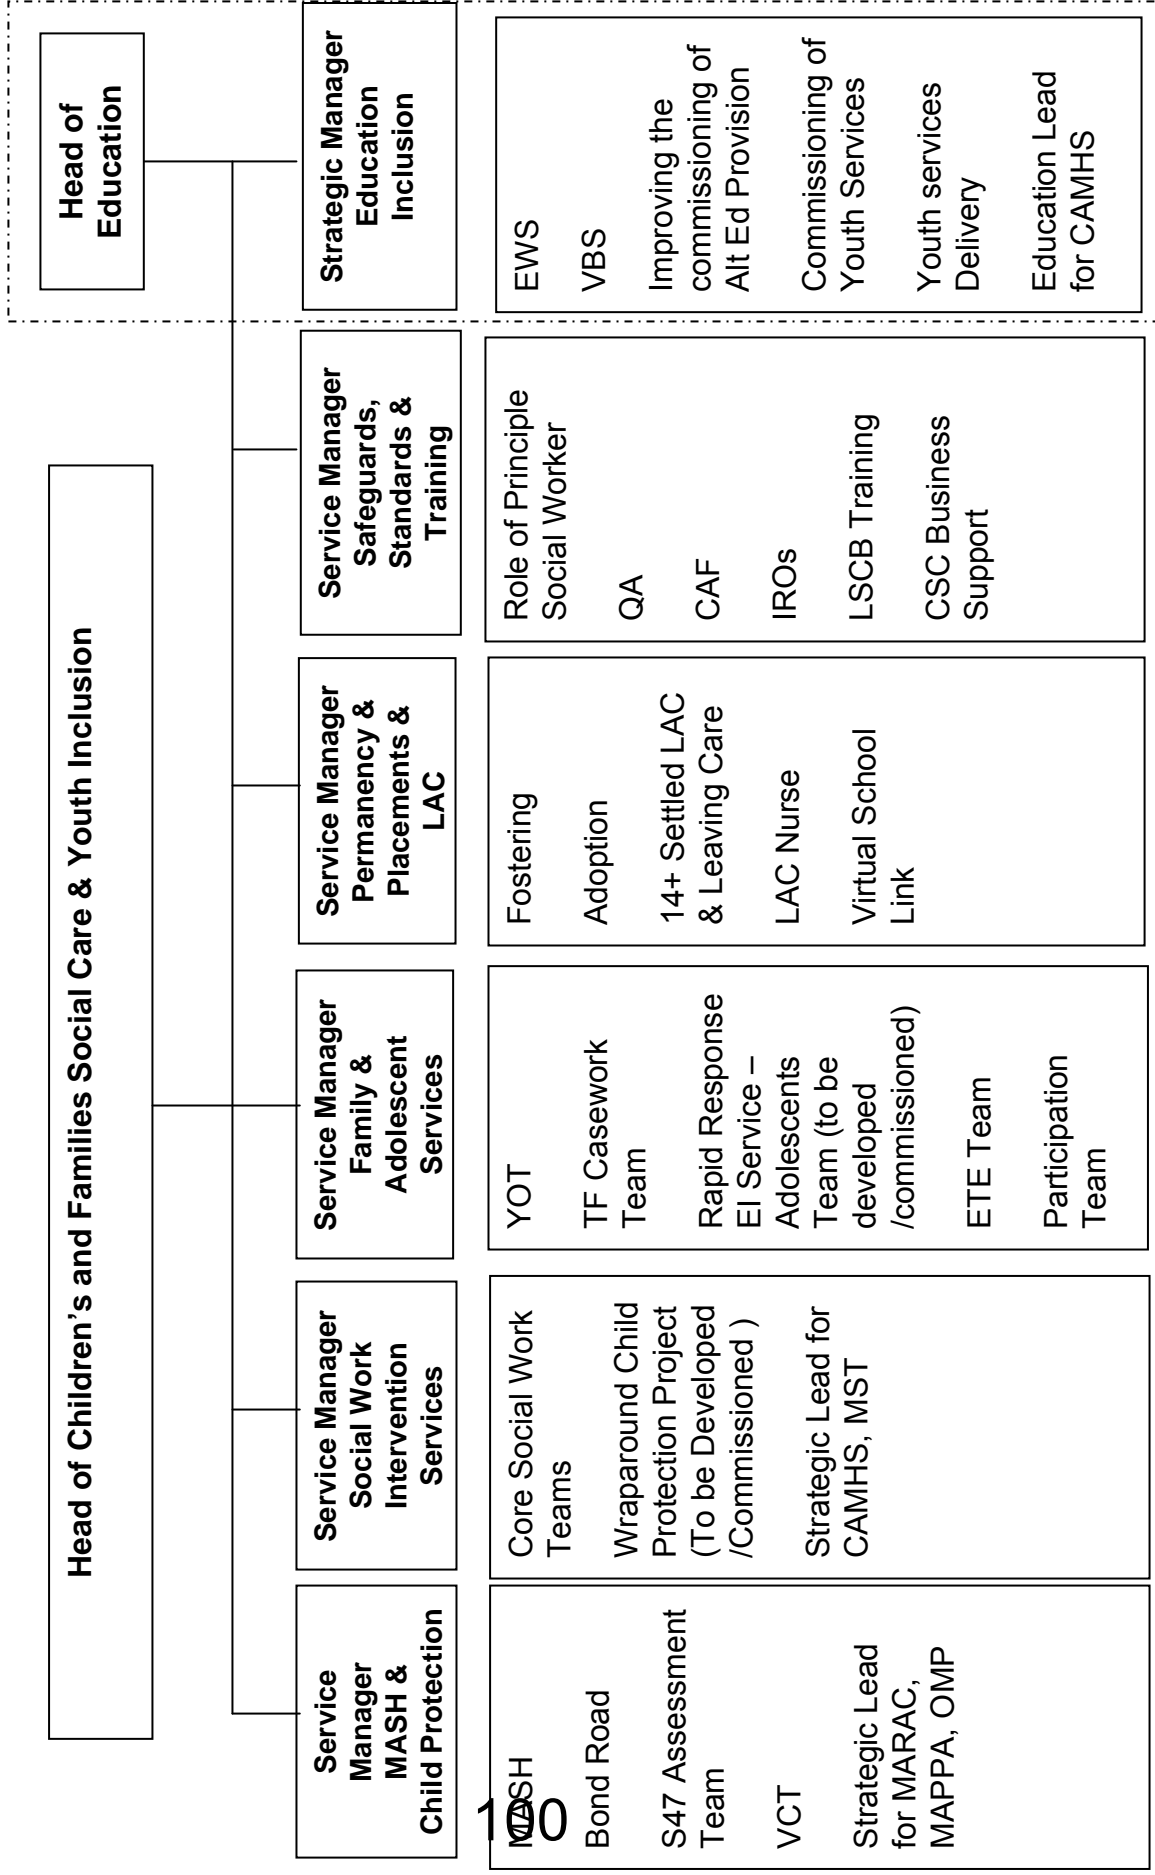 Head of Children's and Families Social Care & Youth Inclusion
Head of
Education
Service
Manager
MASH &
Child Protection
MASH
Bond Road
S47 Assessment
Team
VCT
Strategic Lead
for MARAC,
MAPPA, OMP
Service Manager
Social Work
Intervention
Services
Core Social Work
Teams
Wraparound Child
Protection Project
(To be Developed
/Commissioned )
Strategic Lead for
CAMHS, MST
Service Manager
Family &
Adolescent
Services
YOT
TF Casework
Team
Rapid Response
EI Service –
Adolescents
Team (to be
developed
/commissioned)
ETE Team
Participation
Team
Service Manager
Permanency &
Placements &
LAC
Fostering
Adoption
14+ Settled LAC
& Leaving Care
LAC Nurse
Virtual School
Link
Service Manager
Safeguards,
Standards &
Training
Role of Principle
Social Worker
QA
CAF
IROs
LSCB Training
CSC Business
Support
Strategic Manager
Education
Inclusion
EWS
VBS
Improving the
commissioning of
Alt Ed Provision
Commissioning of
Youth Services
Youth services
Delivery
Education Lead
for CAMHS
100